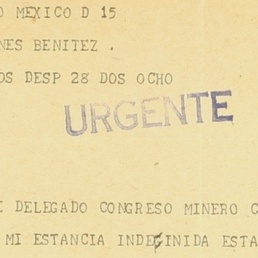 O MEXICO D 15
NES BENITEZ .
OS DESP 28 DOS OCHO
URGENTE
I DELEGADO CONGRESO MINERO C
MI ESTANCIA INDEFINIDA ESTA